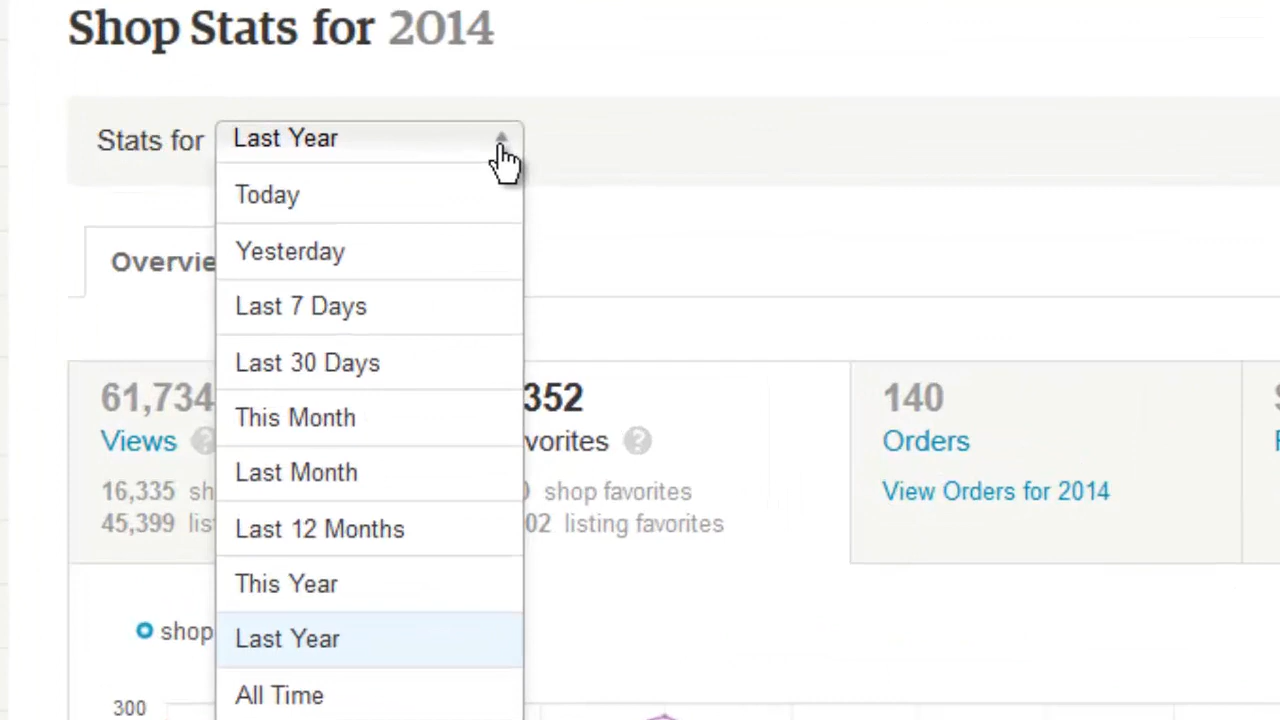 Shop Stats for 2014
Stats for Last Year
Today
Yesterday
Last 7 Days
Last 30 Days
This Month
Last Month
Last 12 Months
This Year
Last Year
All Time
Overvie
61,734
Views ?
16,335 sh
45,399 lis
352
vorites ?
shop favorites
02 listing favorites
140
Orders
View Orders for 2014
shop
300